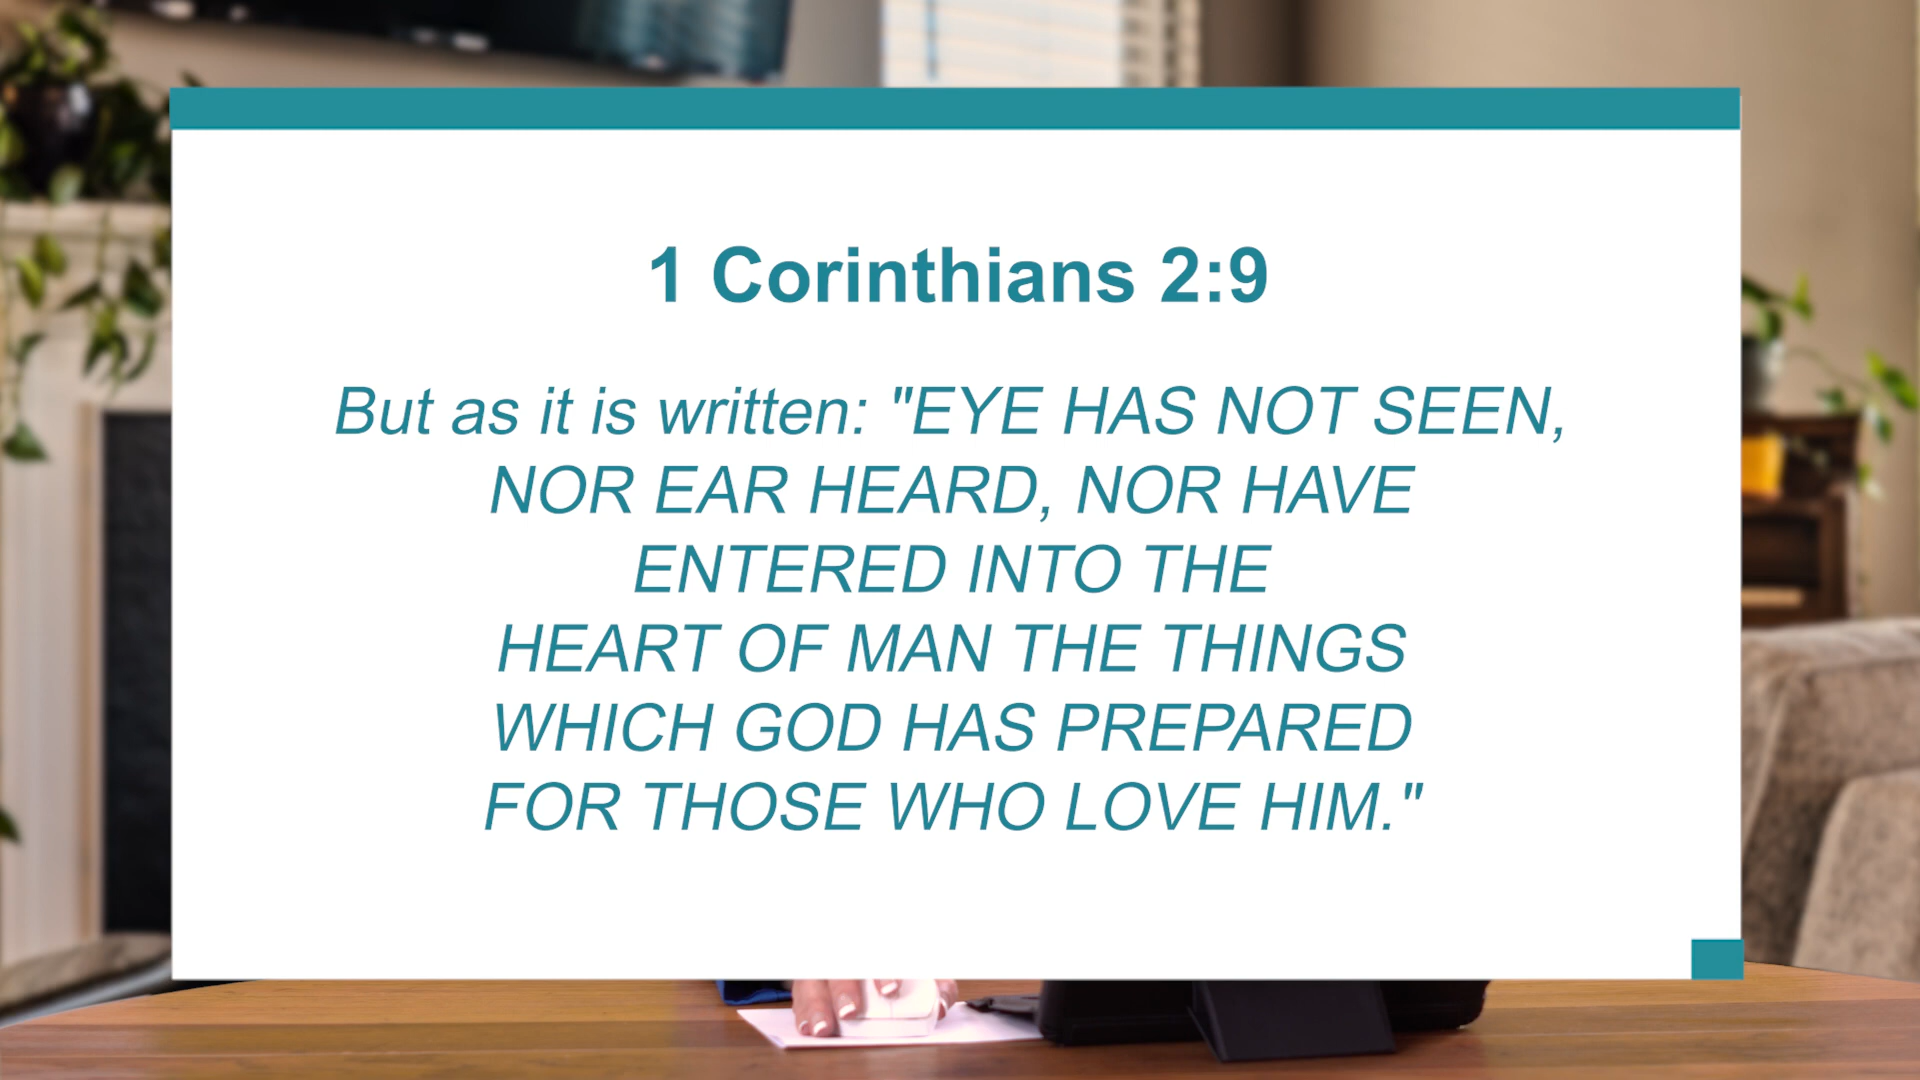 1 Corinthians 2:9
But as it is written: "EYE HAS NOT SEEN,
NOR EAR HEARD, NOR HAVE
ENTERED INTO THE
HEART OF MAN THE THINGS
WHICH GOD HAS PREPARED
FOR THOSE WHO LOVE HIM."